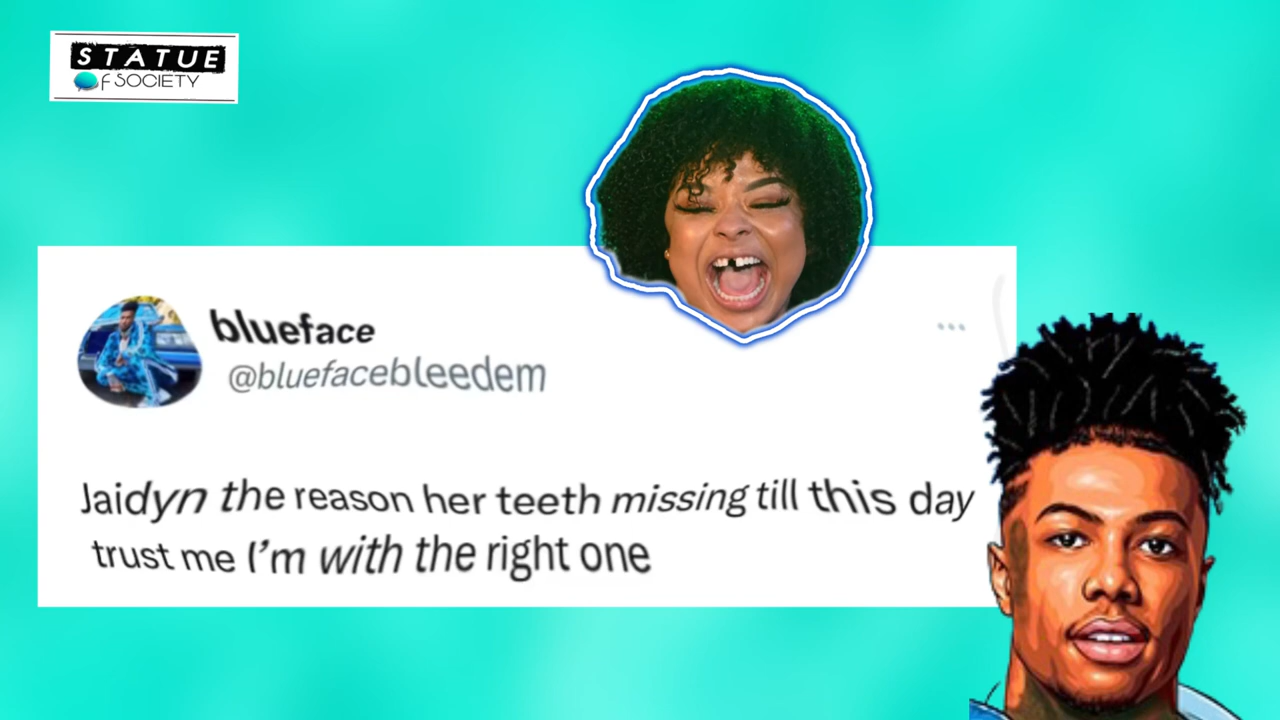 STATUE
OF SOCIETY
blueface
@bluefacebleedem
Jaidyn the reason her teeth missing till this day
trust me I'm with the right one